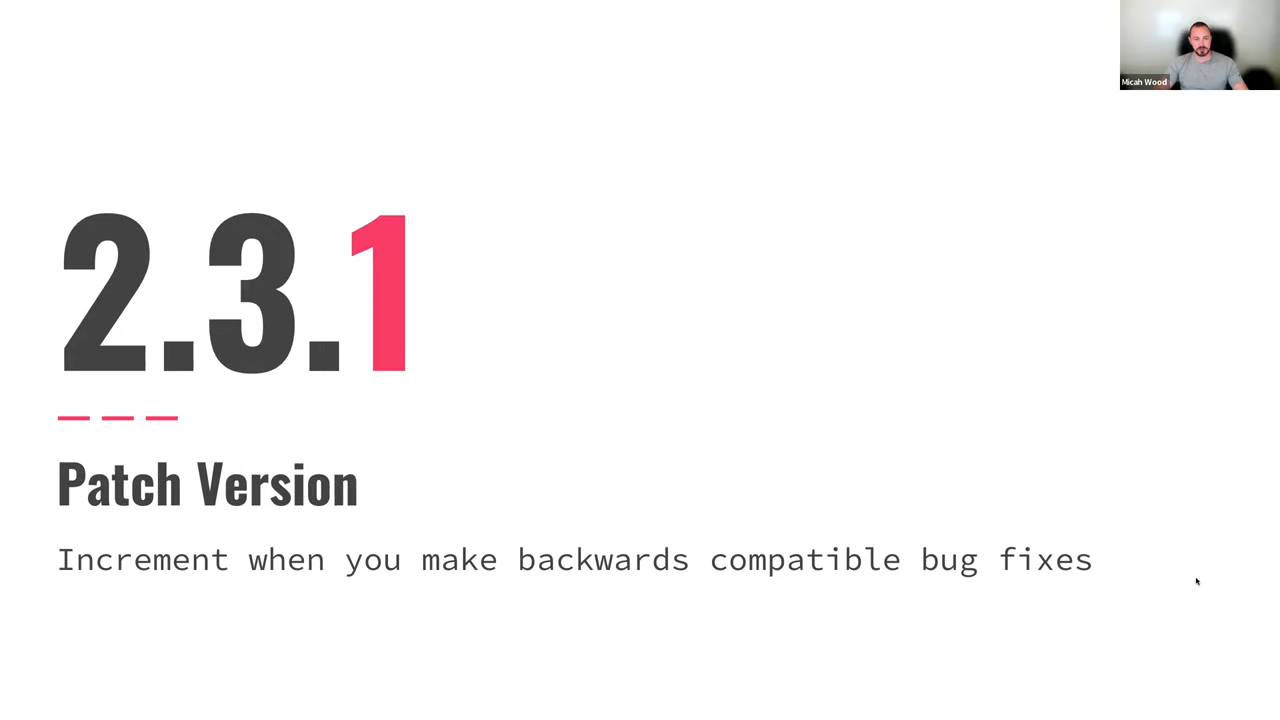 Micah Wood
2.3.1
Patch Version
Increment when you make backwards compatible bug fixes